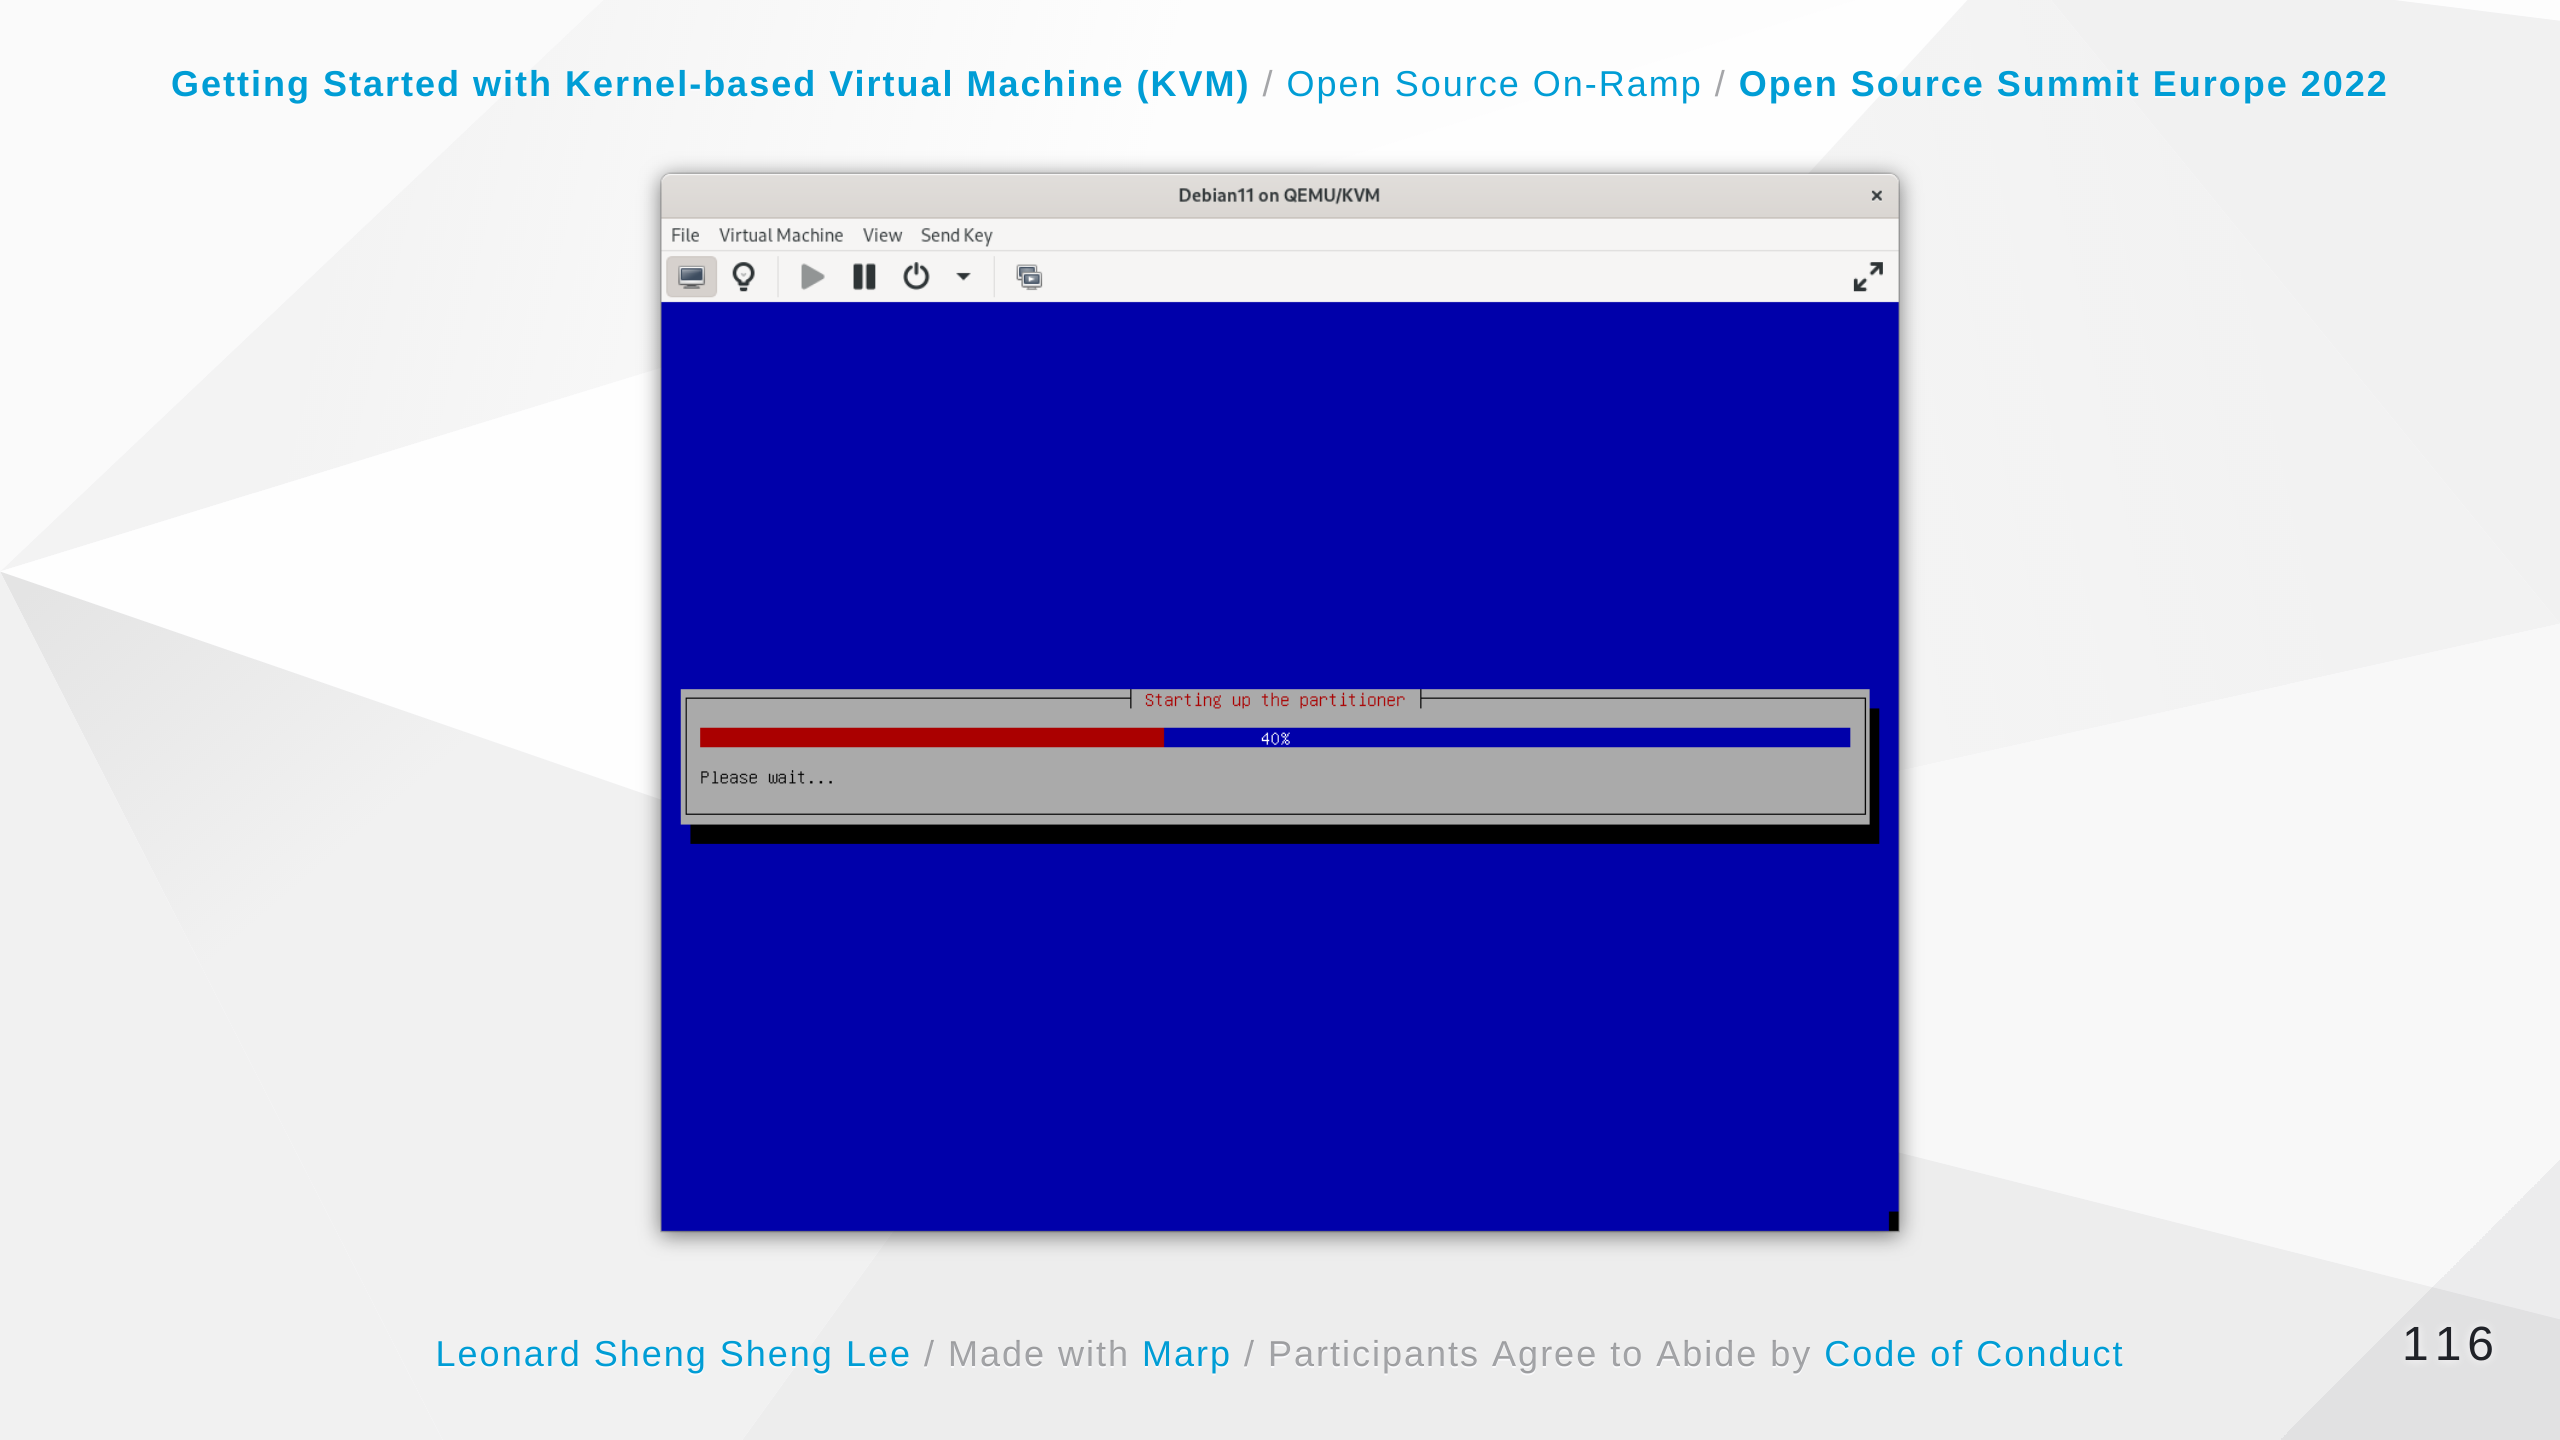 Getting Started with Kernel-based Virtual Machine (KVM) / Open Source On-Ramp / Open Source Summit Europe 2022
Debian11 on QEMU/KVM
File Virtual Machine View Send Key
Starting up the partitioner
40%
Please wait...
Leonard Sheng Sheng Lee / Made with Marp / Participants Agree to Abide by Code of Conduct
116